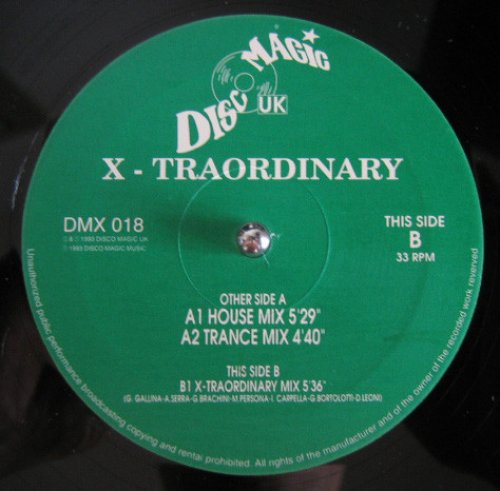 DISCO MAGIC
UK
X - TRAORDINARY
DMX 018
℗ & © 1993 DISCO MAGIC UK
℗ 1993 DISCO MAGIC MUSIC
THIS SIDE
B
33 RPM
OTHER SIDE A
A1 HOUSE MIX 5'29"
A2 TRANCE MIX 4'40"
THIS SIDE B
B1 X-TRAORDINARY MIX 5'36"
(G. GALLINA-A.SERRA-G.BRACHINI-M.PERSONA-I. CAPPELLA-G.BORTOLOTTI-D.LEONI)
Unauthorized public performance broadcasting copying and rental prohibited. All rights of the manufacturer and of the owner of the recorded work reserved